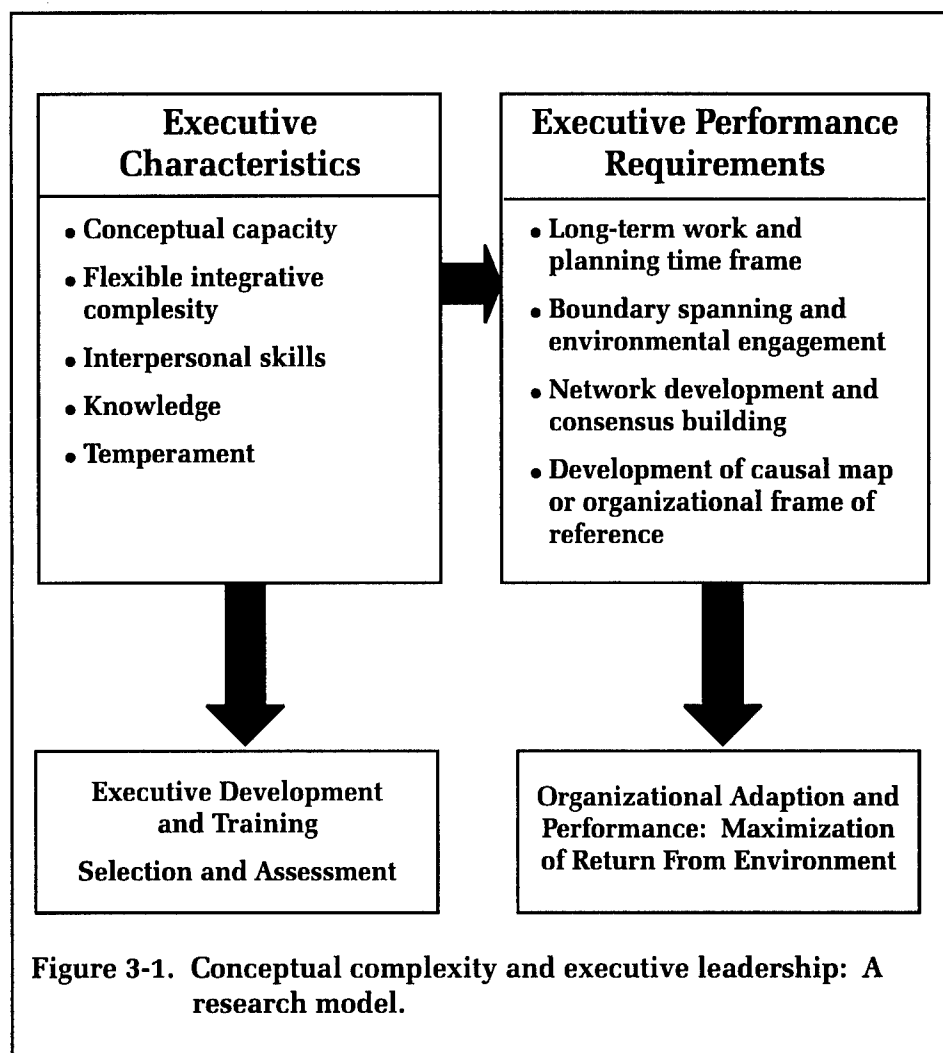 Executive
Characteristics
• Conceptual capacity
• Flexible integrative
complesity
• Interpersonal skills
• Knowledge
• Temperament
Executive Performance
Requirements
• Long-term work and
planning time frame
• Boundary spanning and
environmental engagement
• Network development and
consensus building
• Development of causal map
or organizational frame of
reference
Executive Development
and Training
Selection and Assessment
Organizational Adaption and
Performance: Maximization
of Return From Environment
Figure 3-1. Conceptual complexity and executive leadership: A
research model.